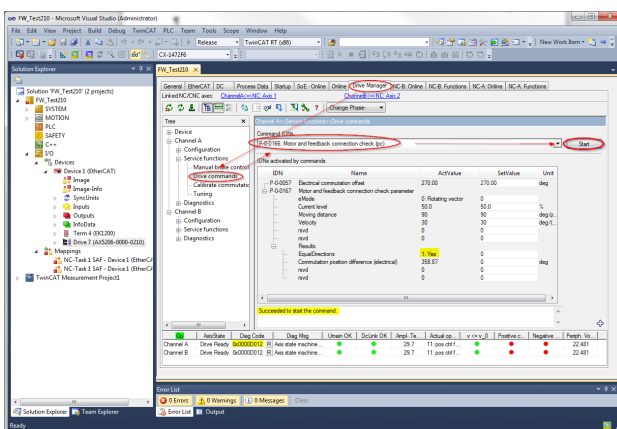 FW_Test210 - Microsoft Visual Studio (Administrator)
File Edit View Project Build Debug TwinCAT PLC Team Tools Scope Window Help
Release TwinCAT RT (x86) New Work Item
CX-1472F6
Solution Explorer
FW_Test210
Solution 'FW_Test210' (2 projects)
FW_Test210
SYSTEM
MOTION
PLC
SAFETY
C++
I/O
Devices
Device 1 (EtherCAT)
Image
Image-Info
SyncUnits
Inputs
Outputs
InfoData
Term 4 (EK1200)
Drive 7 (AX5206-0000-0210)
Mappings
NC-Task 1 SAF - Device 1 (EtherCA
NC-Task 1 SAF - Device 1 (EtherCA
TwinCAT Measurement Project1
General EtherCAT DC Process Data Startup SoE - Online Online Drive Manager NC-B: Online NC-B: Functions NC-A: Online NC-A: Functions
Linked NC/CNC axes: Channel A(=>) NC: Axis 1 Channel B(=>) NC: Axis 2
-Change Phase-
Tree
Device
Channel A
Configuration
Service functions
Manual brake control
Drive commands
Calibrate commutatic
Tuning
Diagnostics
Channel B
Configuration
Service functions
Diagnostics
Channel A>>Service functions>>Drive commands
Command IDNs
P-0-0166: Motor and feedback connection check (pc) Start
IDNs activated by commands.
IDN Name ActValue SetValue Unit
P-0-0057 Electrical commutation offset 270.00 270.00 deg
P-0-0167 Motor and feedback connection check parameter
eMode 0: Rotating vector 0
Current level 50.0 50.0 %
Moving distance 90 90 deg/p...
Velocity 30 30 deg/(...
rsvd 0 0
rsvd 0 0
Results
EqualDirections 1: Yes 0
Commutation position difference (electrical) 358.87 0 deg
rsvd 0 0
rsvd 0 0
Succeeded to start the command.
Op AxisState Diag Code Diag Msg Umain OK DcLink OK Ampl-Te... Actual op... v <= v_0 Positive c... Negative ... Periph. Vo...
Channel A Drive Ready 0x0000D012 R Axis state machine... 29.7 11: pos ctrl f... 22.481
Channel B Drive Ready 0x0000D012 R Axis state machine... 29.7 11: pos ctrl f... 22.481
Error List
0 Errors 0 Warnings 0 Messages Clear
Solution Explorer Team Explorer Error List Output
Ready